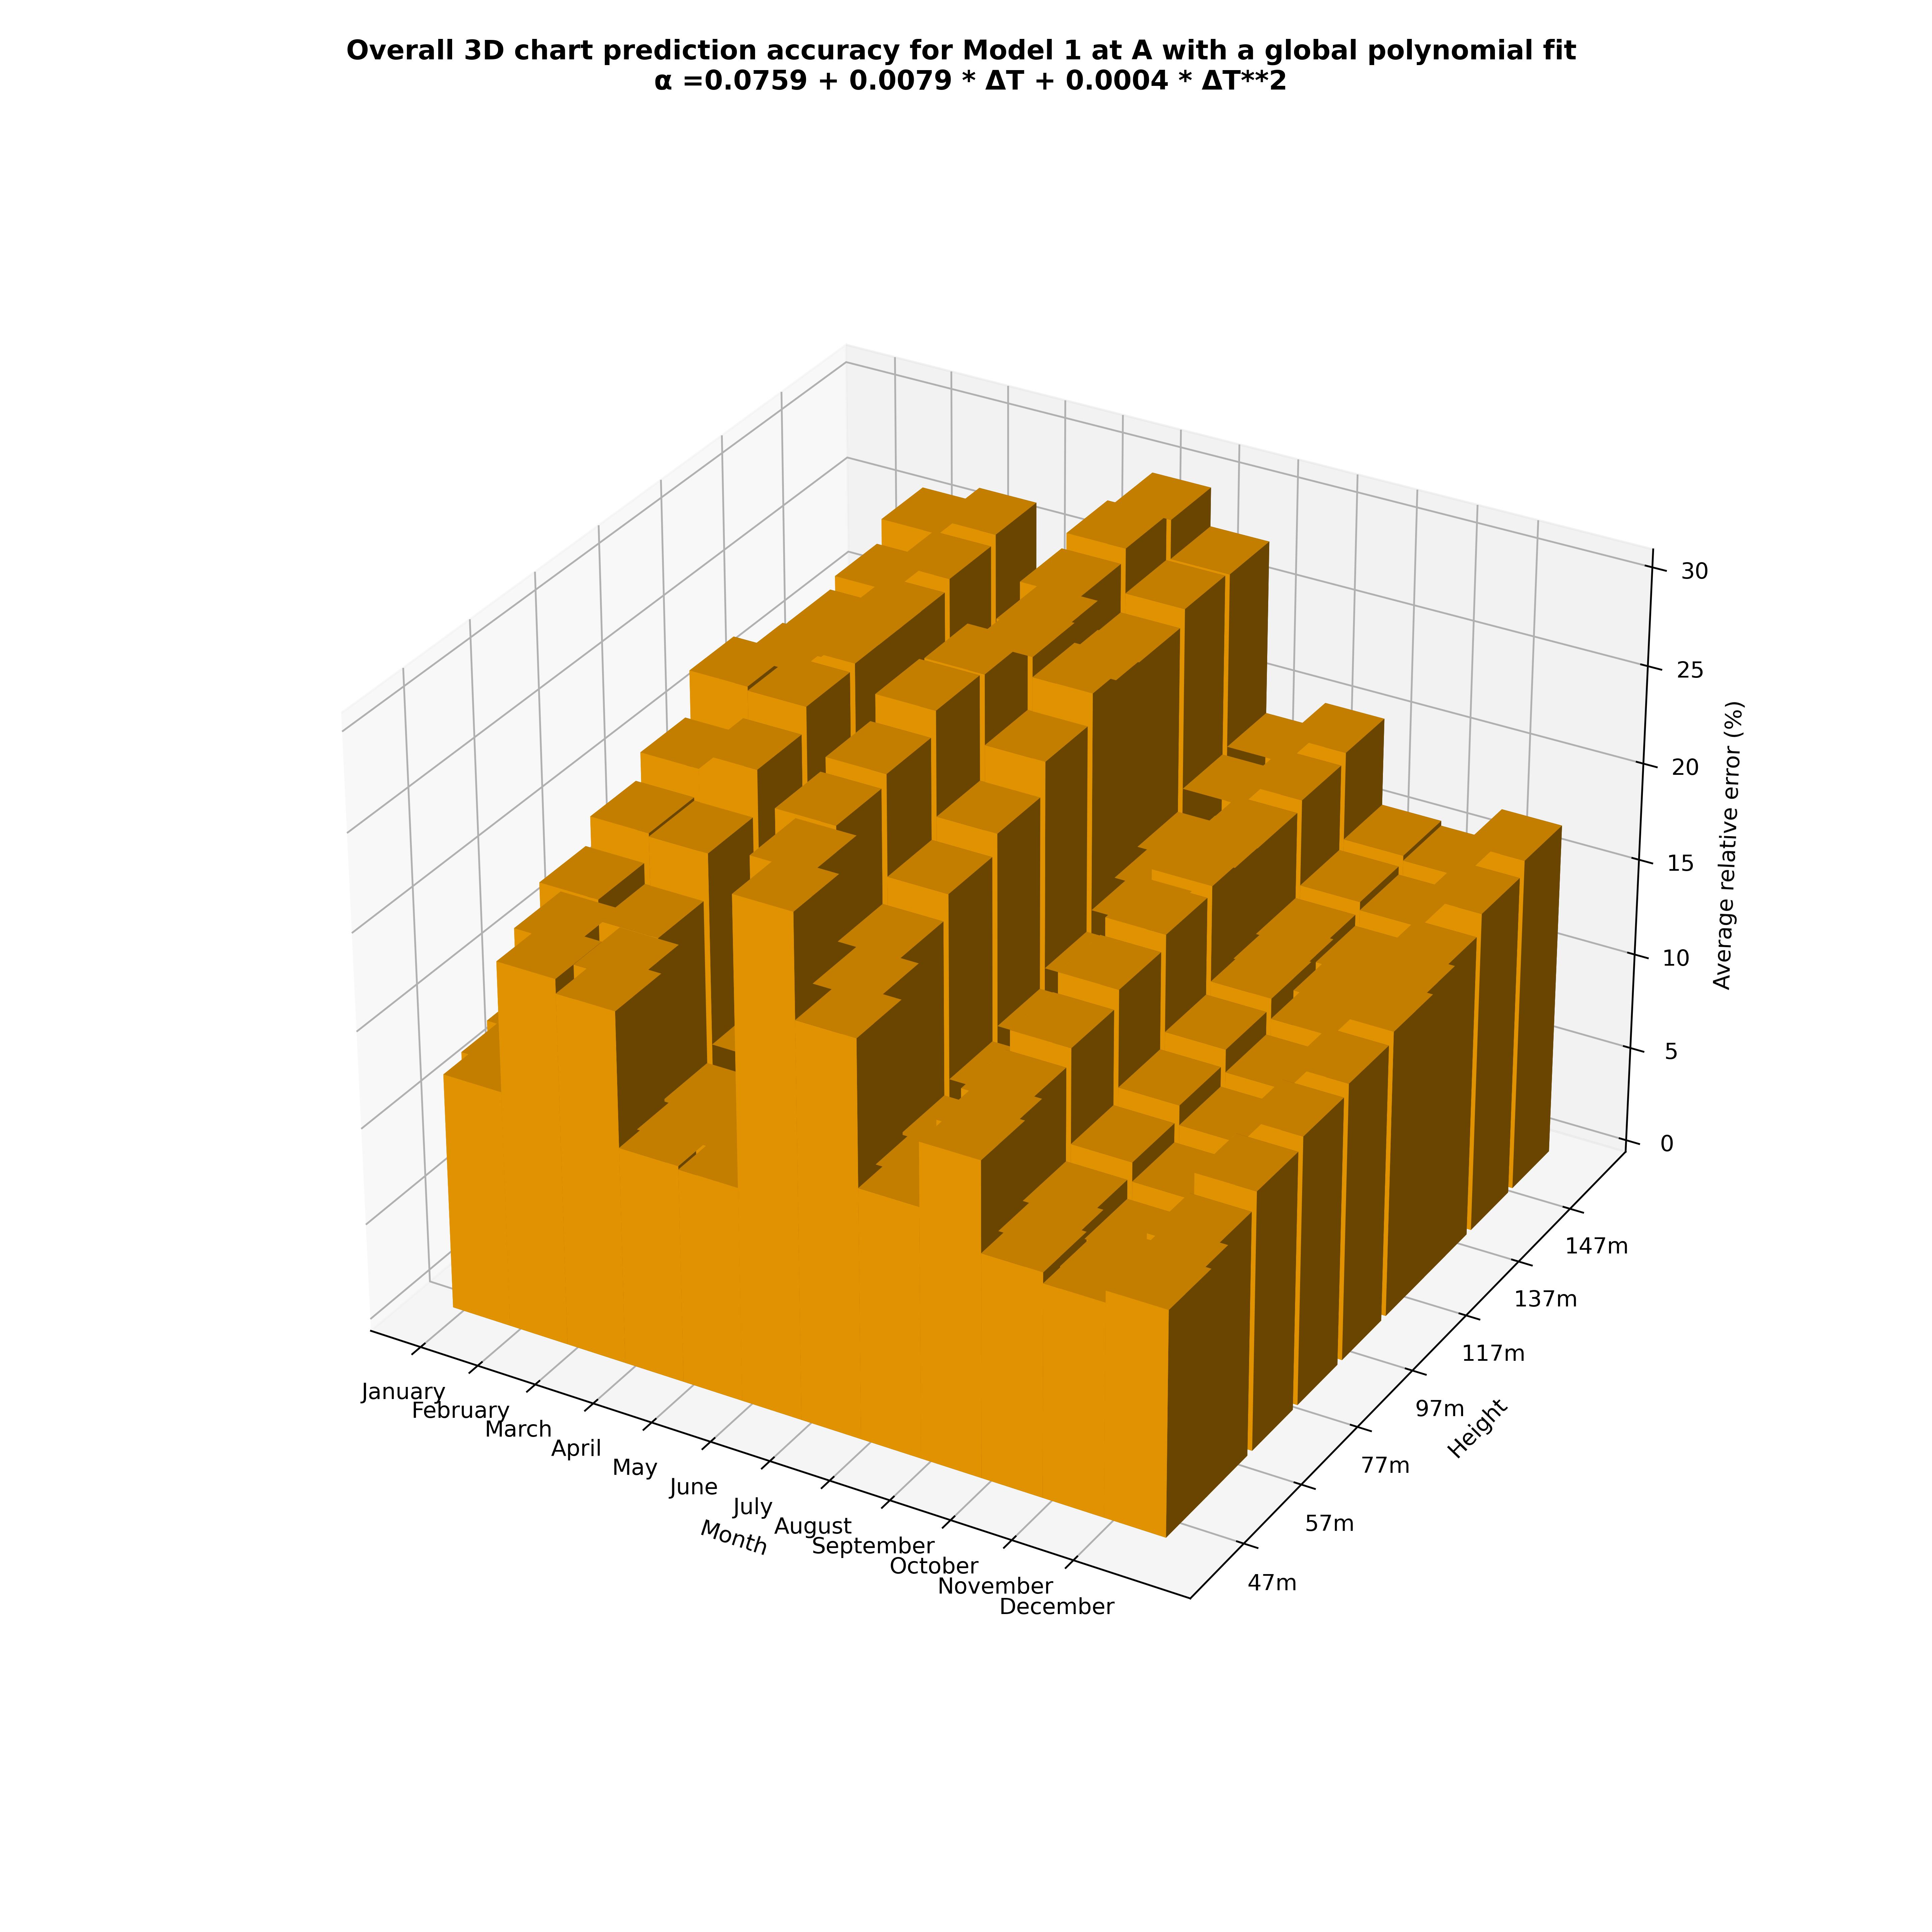 Overall 3D chart prediction accuracy for Model 1 at A with a global polynomial fit
α =0.0759 + 0.0079 * ΔT + 0.0004 * ΔT**2
30
25
20
15
10
5
0
Average relative error (%)
147m
137m
117m
97m
77m
57m
47m
Height
January
February
March
April
May
June
July
August
September
October
November
December
Month